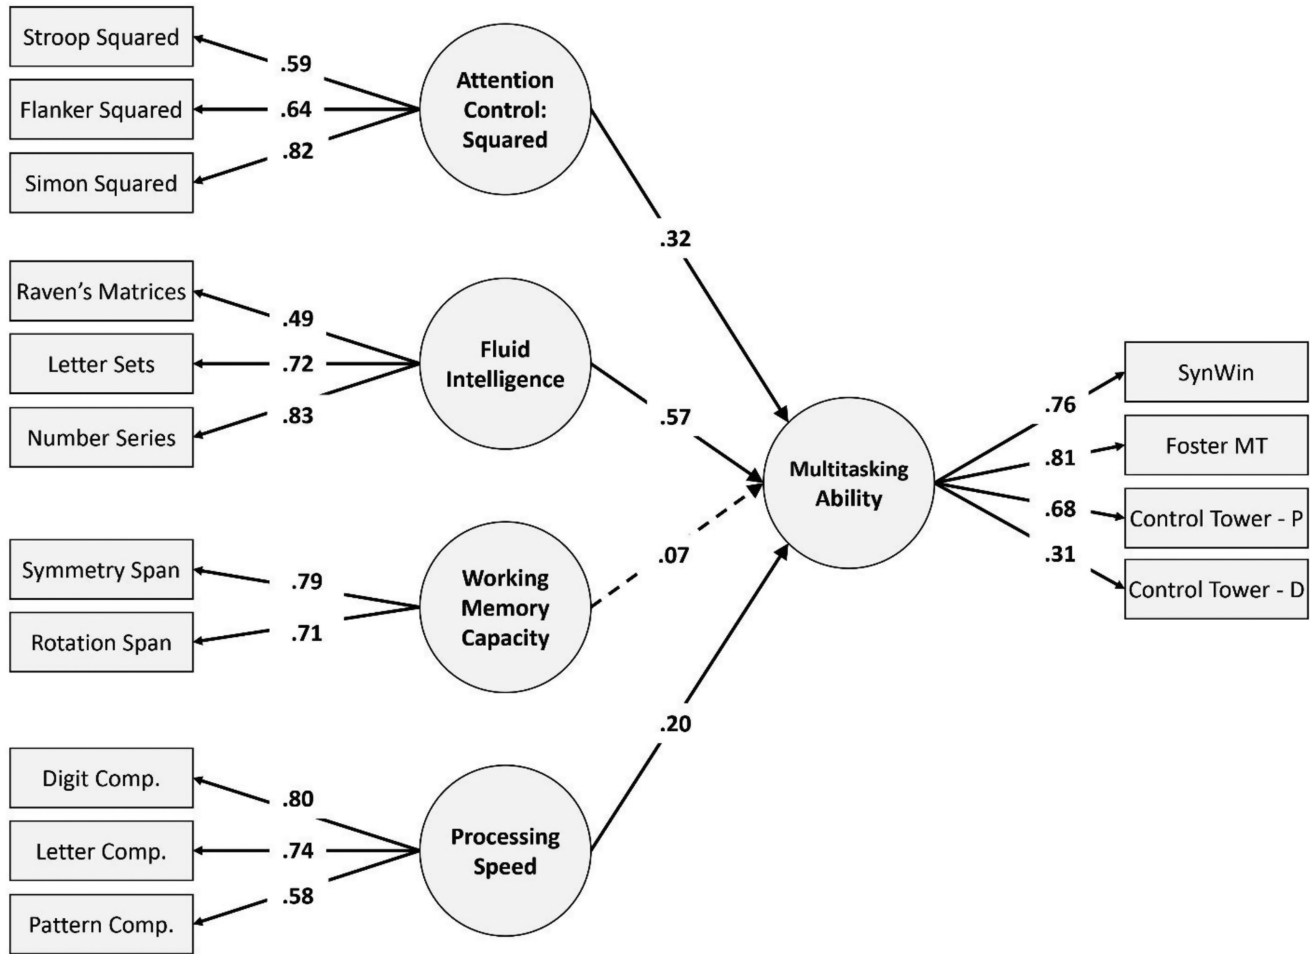 Stroop Squared
Flanker Squared
Simon Squared
.59
.64
.82
Attention
Control:
Squared
.32
Raven’s Matrices
Letter Sets
Number Series
.49
.72
.83
Fluid
Intelligence
.57
Symmetry Span
Rotation Span
.79
.71
Working
Memory
Capacity
.07
Digit Comp.
Letter Comp.
Pattern Comp.
.80
.74
.58
Processing
Speed
.20
Multitasking
Ability
.76
.81
.68
.31
SynWin
Foster MT
Control Tower - P
Control Tower - D